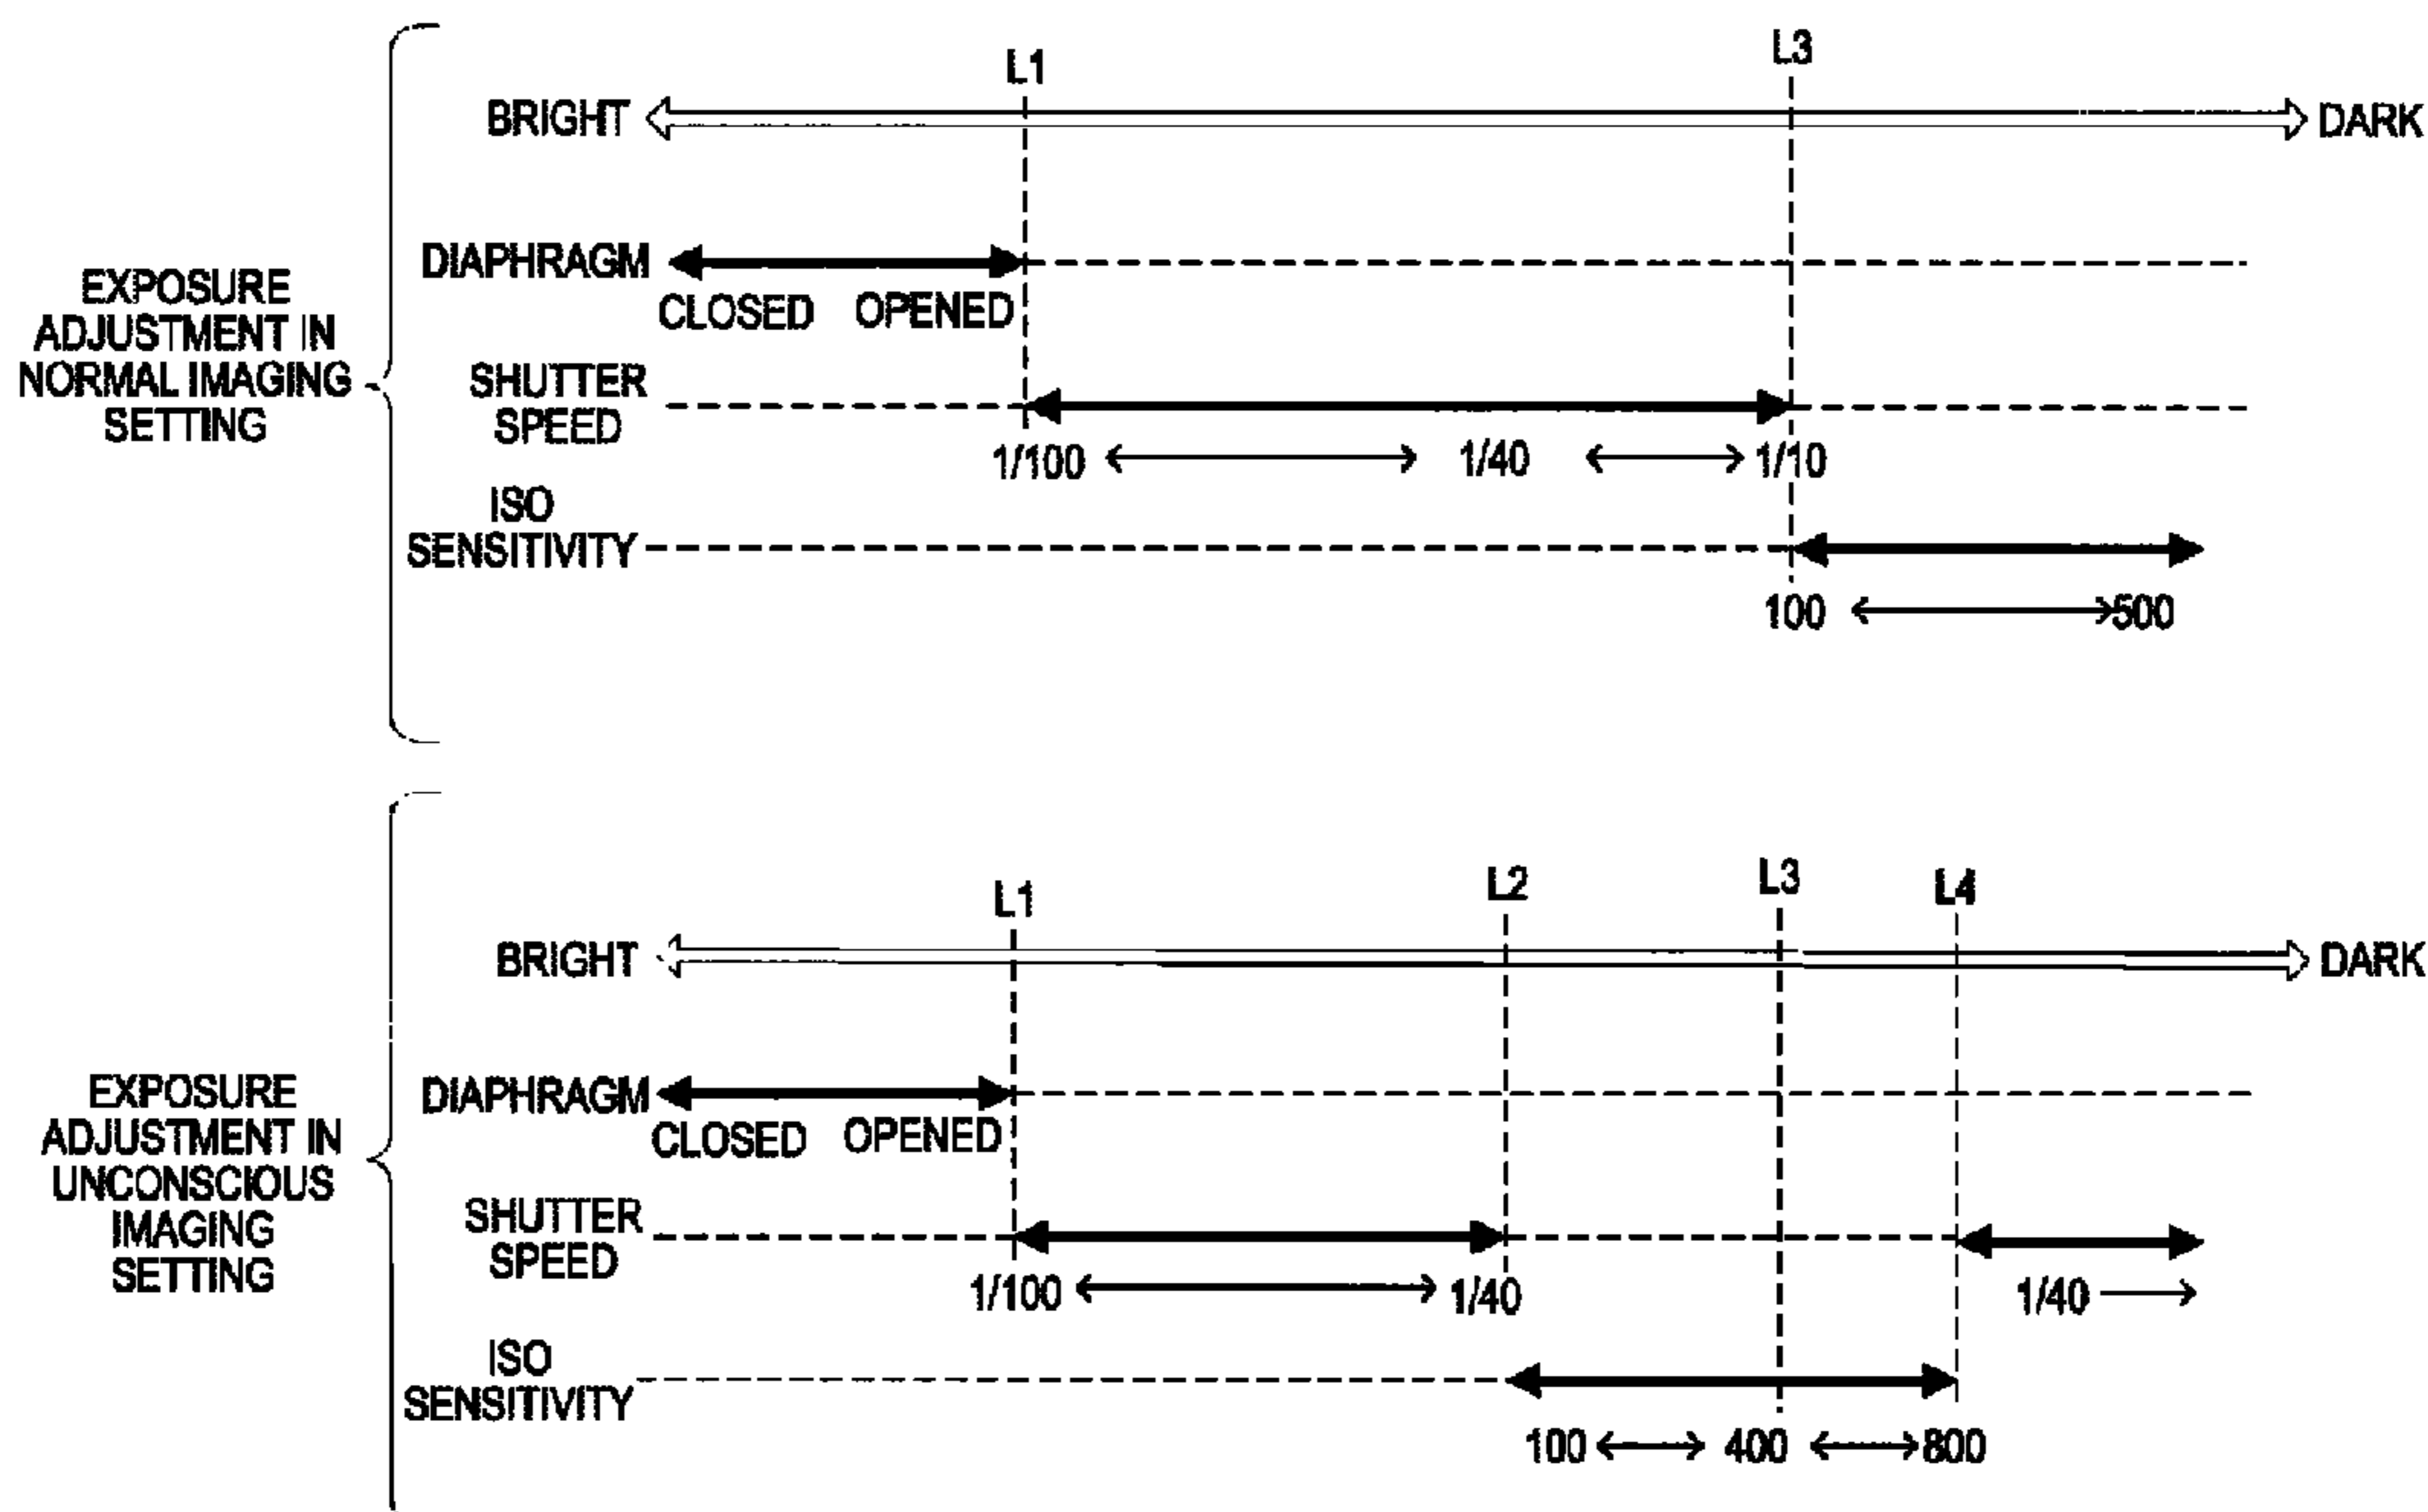 L1
L3
BRIGHT
DARK
DIAPHRAGM
CLOSED
OPENED
EXPOSURE
ADJUSTMENT IN
NORMAL IMAGING
SETTING
SHUTTER
SPEED
1/100
1/40
1/10
ISO
SENSITIVITY
100
500
L1
L2
L3
L4
BRIGHT
DARK
DIAPHRAGM
CLOSED
OPENED
EXPOSURE
ADJUSTMENT IN
UNCONSCIOUS
IMAGING
SETTING
SHUTTER
SPEED
1/100
1/40
1/40
ISO
SENSITIVITY
100
400
800